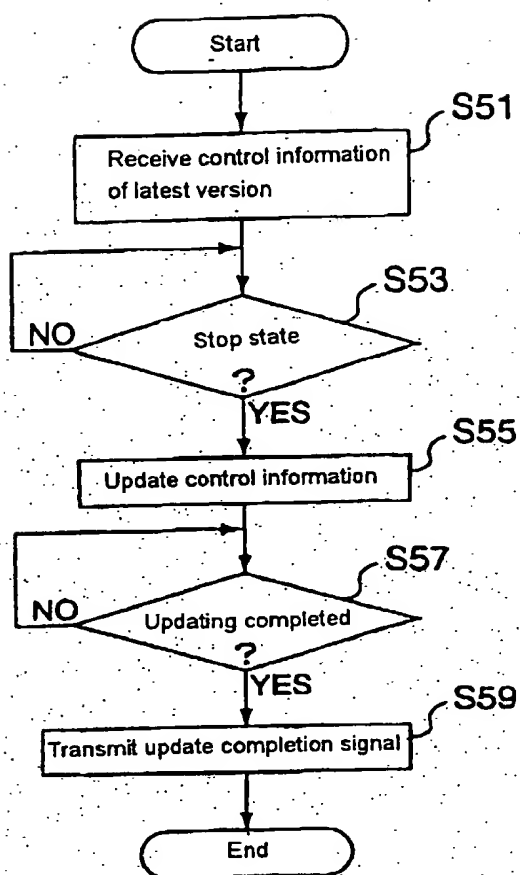 Start
S51
Receive control information
of latest version
S53
Stop state
?
NO
YES
S55
Update control information
S57
Updating completed
?
NO
YES
S59
Transmit update completion signal
End